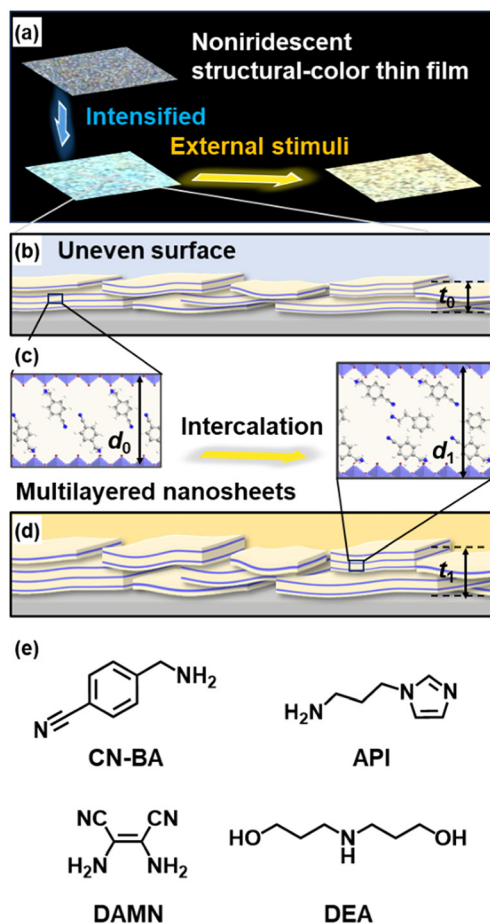 (a)
Noniridescent
structural-color thin film
Intensified
External stimuli
(b)
Uneven surface
t0
(c)
d0
Intercalation
d1
Multilayered nanosheets
(d)
t1
(e)
NH2
N
CN-BA
H2N
N
N
API
NC
CN
H2N
NH2
DAMN
HO
N
H
OH
DEA